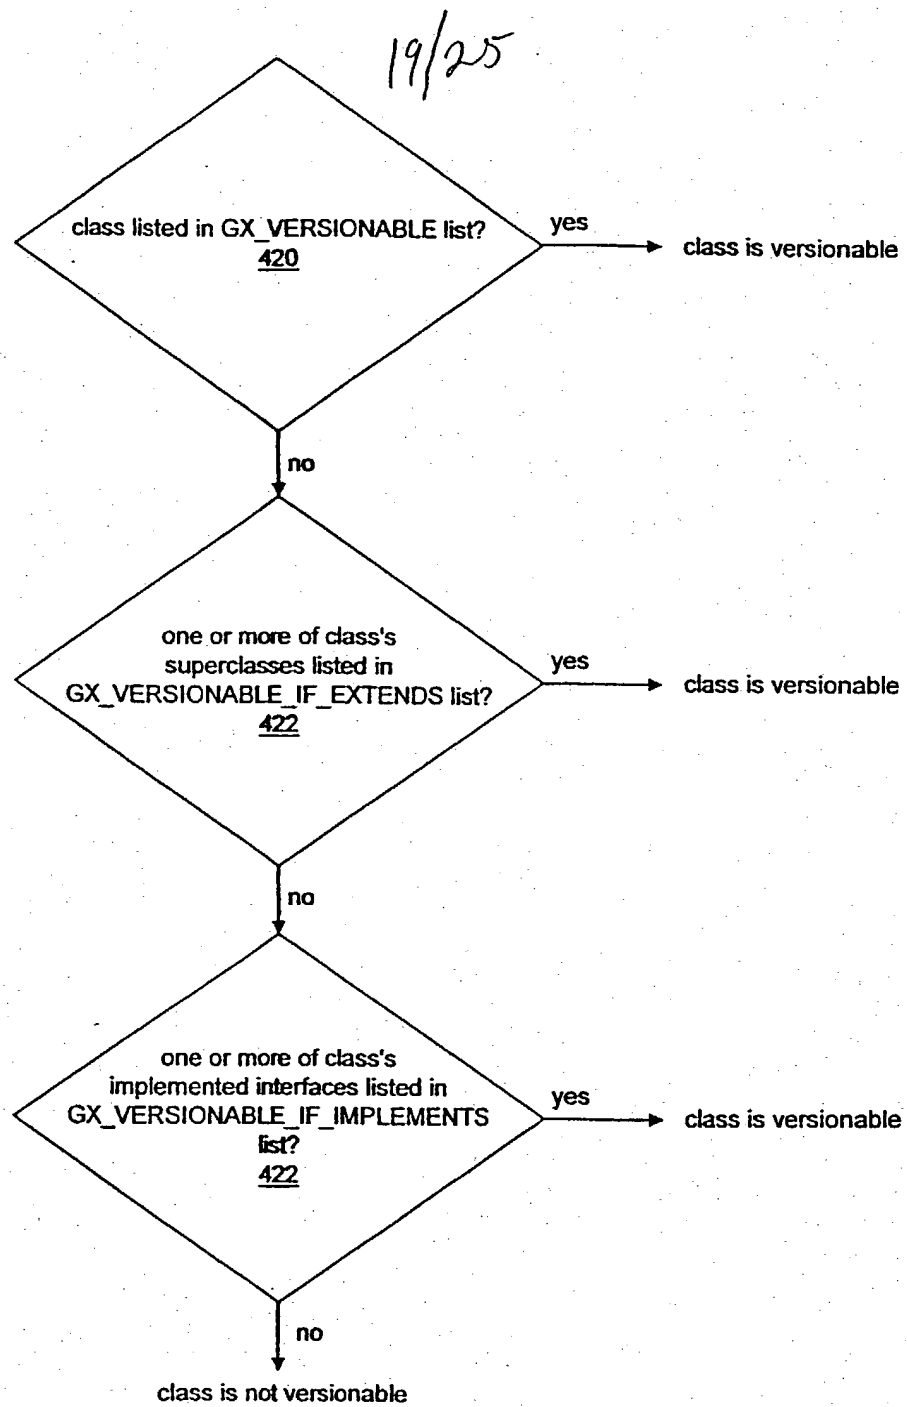 19/25
class listed in GX_VERSIONABLE list?
420
yes
class is versionable
no
one or more of class's
superclasses listed in
GX_VERSIONABLE_IF_EXTENDS list?
422
yes
class is versionable
no
one or more of class's
implemented interfaces listed in
GX_VERSIONABLE_IF_IMPLEMENTS
list?
422
yes
class is versionable
no
class is not versionable